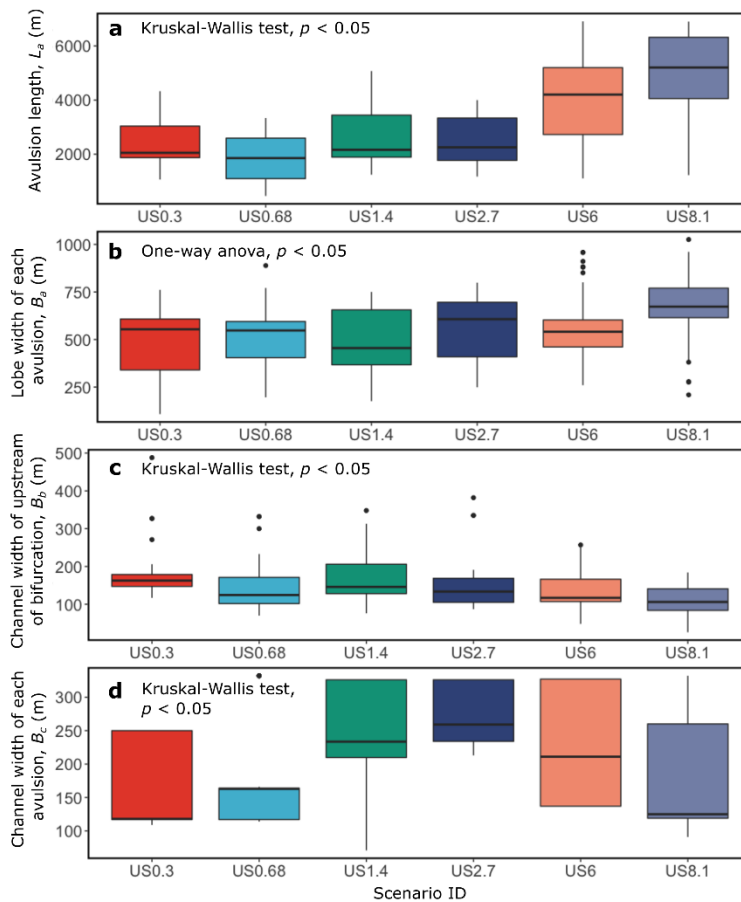 a Kruskal-Wallis test, p < 0.05
Avulsion length, Lₐ (m)
6000
4000
2000
US0.3 US0.68 US1.4 US2.7 US6 US8.1
b One-way anova, p < 0.05
Lobe width of each
avulsion, Bₐ (m)
1000
750
500
250
US0.3 US0.68 US1.4 US2.7 US6 US8.1
c Kruskal-Wallis test, p < 0.05
Channel width of upstream
of bifurcation, B_b (m)
500
400
300
200
100
US0.3 US0.68 US1.4 US2.7 US6 US8.1
d Kruskal-Wallis test,
p < 0.05
Channel width of each
avulsion, B_c (m)
300
250
200
150
100
US0.3 US0.68 US1.4 US2.7 US6 US8.1
Scenario ID